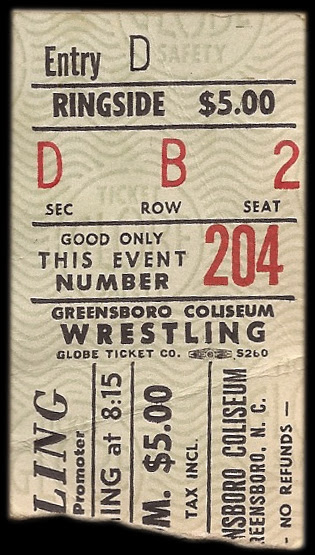 Entry D
RINGSIDE $5.00
D B 2
SEC ROW SEAT
GOOD ONLY
THIS EVENT
NUMBER
204
GREENSBORO COLISEUM
WRESTLING
GLOBE TICKET CO. 5260
LING
Promoter
ING at 8:15
M. $5.00
TAX INCL.
NSBORO COLISEUM
REENSBORO, N. C.
- NO REFUNDS -